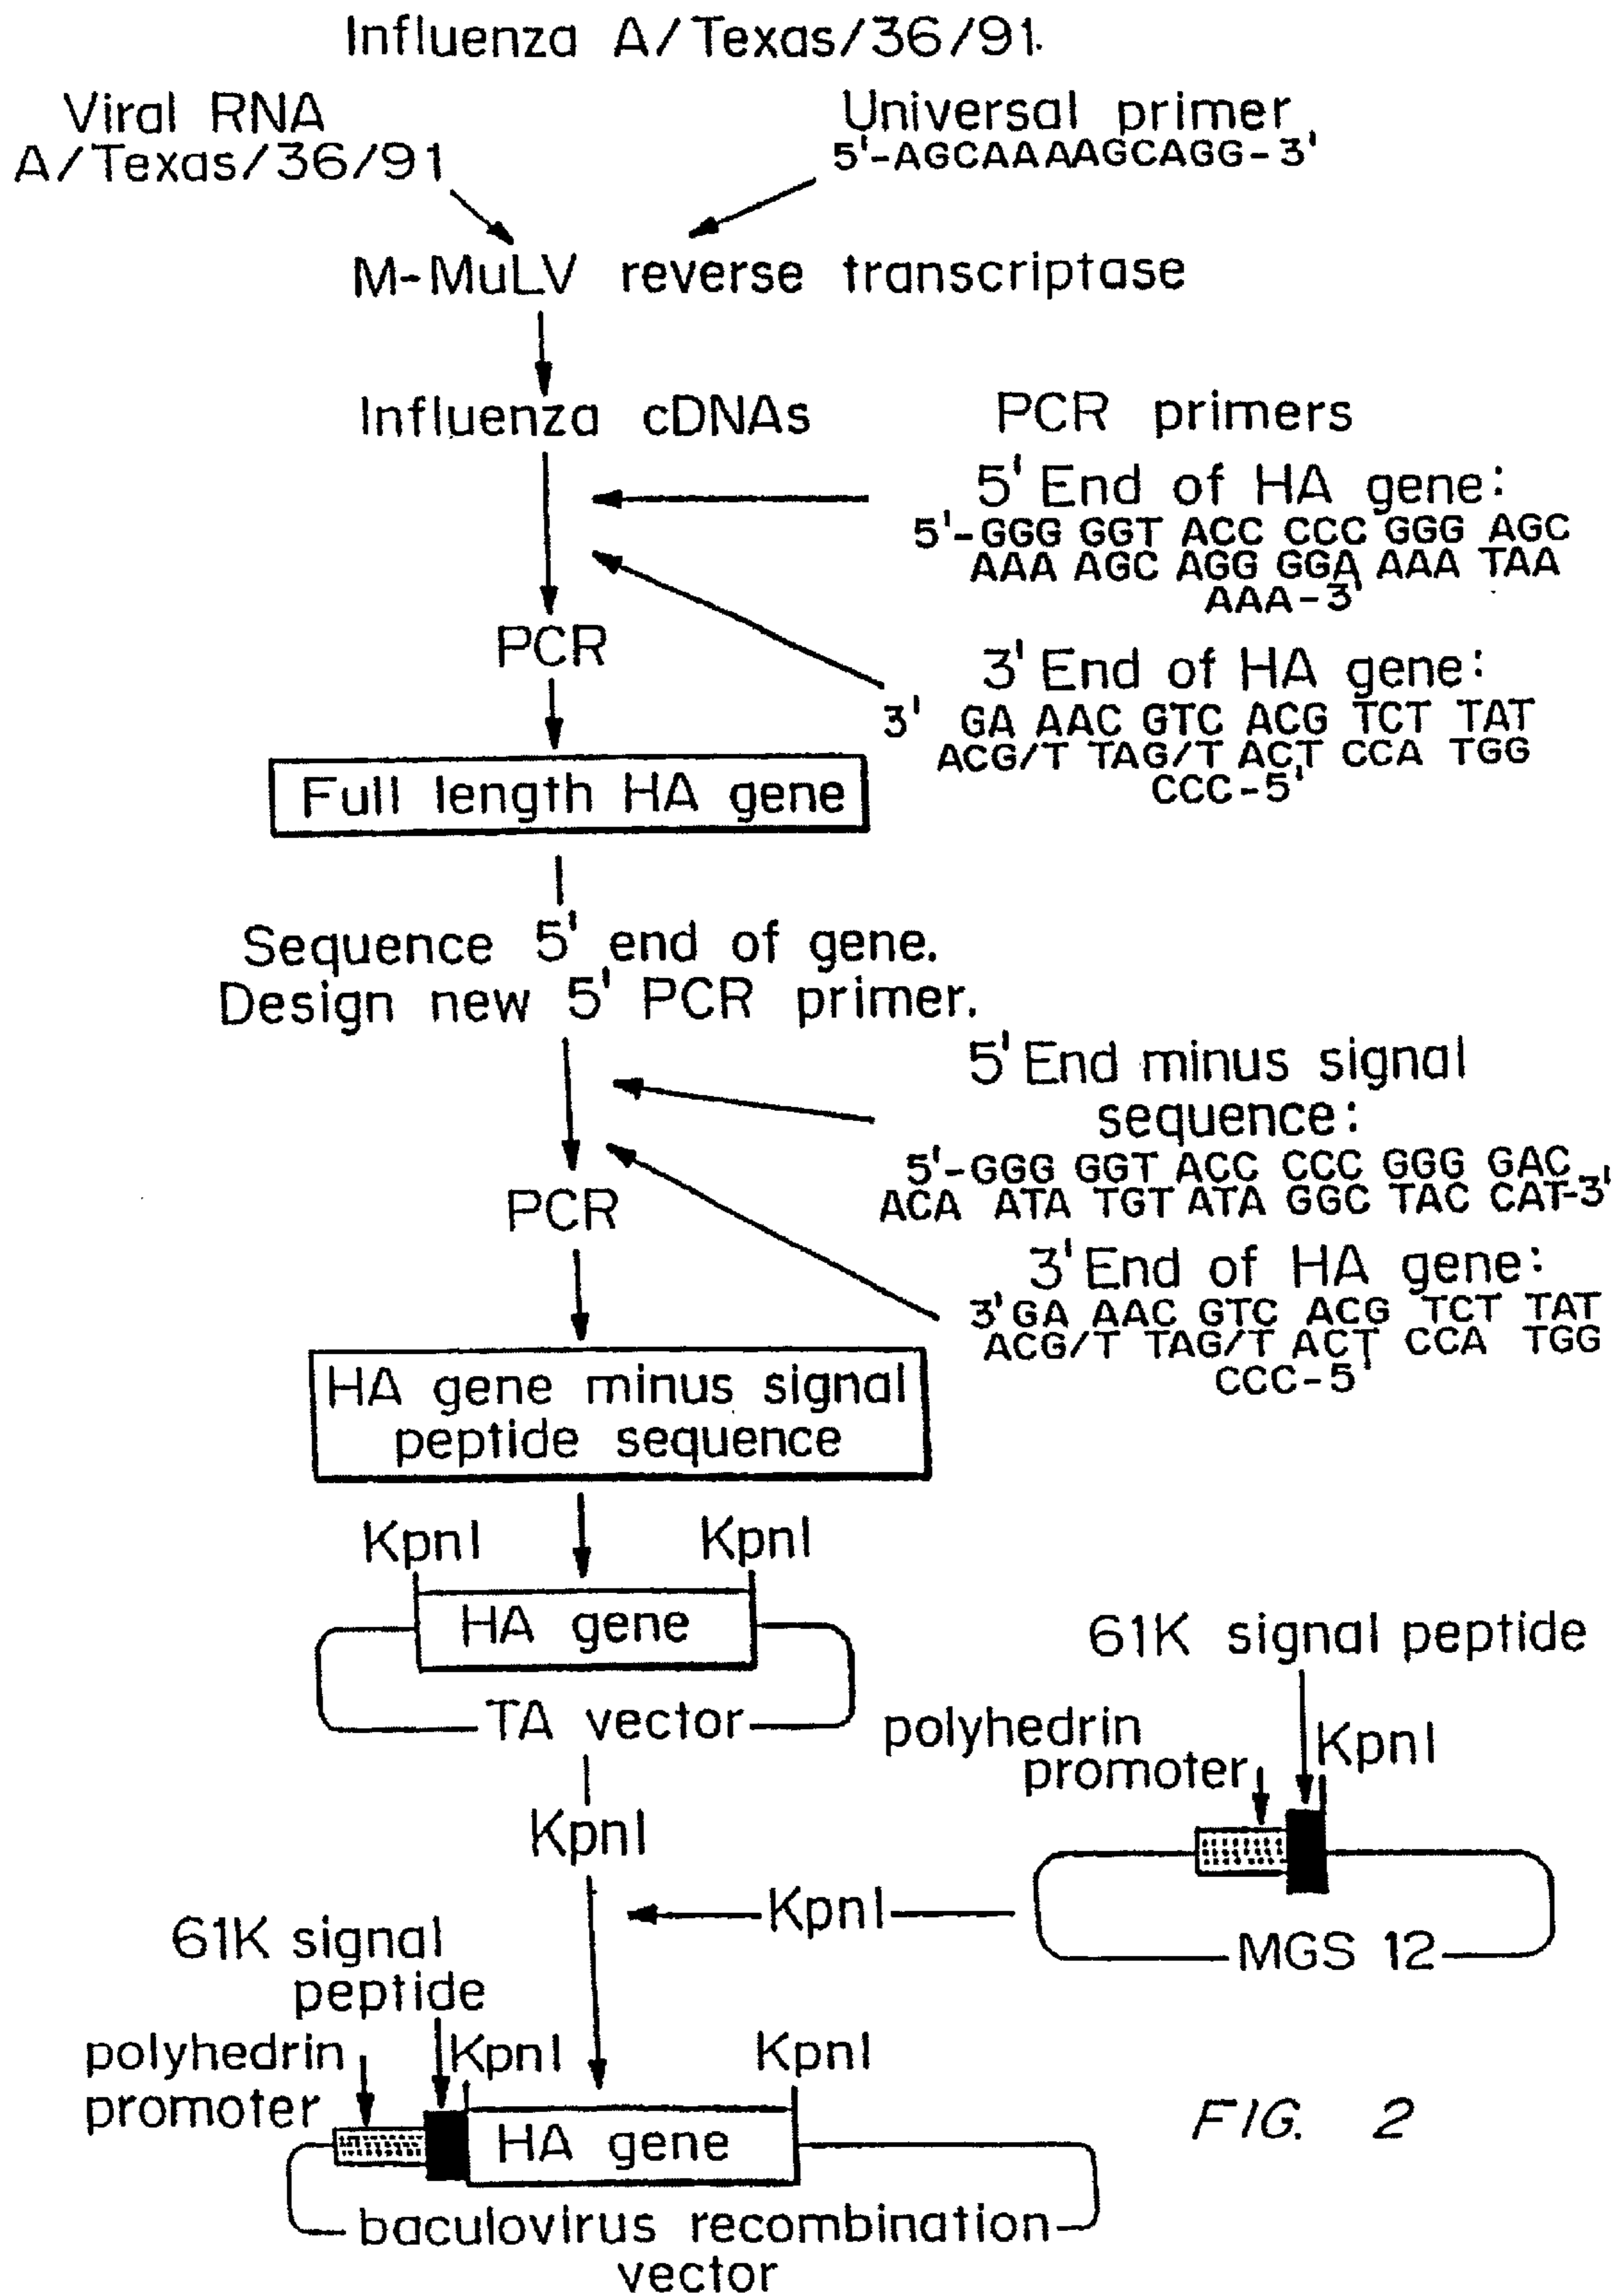 Influenza A/Texas/36/91.
Viral RNA
A/Texas/36/91
Universal primer
5'-AGCAAAAAGCAGG-3'
M-MuLV reverse transcriptase
Influenza cDNAs
PCR primers
5' End of HA gene:
5'-GGG GGT ACC CCC GGG AGC
AAA AGC AGG GGA AAA TAA
AAA-3'
PCR
3' End of HA gene:
3' GA AAC GTC ACG TCT TAT
ACG/T TAG/T ACT CCA TGG
CCC-5'
Full length HA gene
Sequence 5' end of gene.
Design new 5' PCR primer.
5' End minus signal
sequence:
5'-GGG GGT ACC CCC GGG GAC
ACA ATA TGT ATA GGC TAC CAT-3'
PCR
3' End of HA gene:
3' GA AAC GTC ACG TCT TAT
ACG/T TAG/T ACT CCA TGG
CCC-5'
HA gene minus signal
peptide sequence
KpnI KpnI
HA gene
TA vector
61K signal peptide
polyhedrin
promoter
KpnI
KpnI
KpnI
MGS 12
61K signal
peptide
polyhedrin
promoter
KpnI KpnI
HA gene
baculovirus recombination
vector
FIG. 2